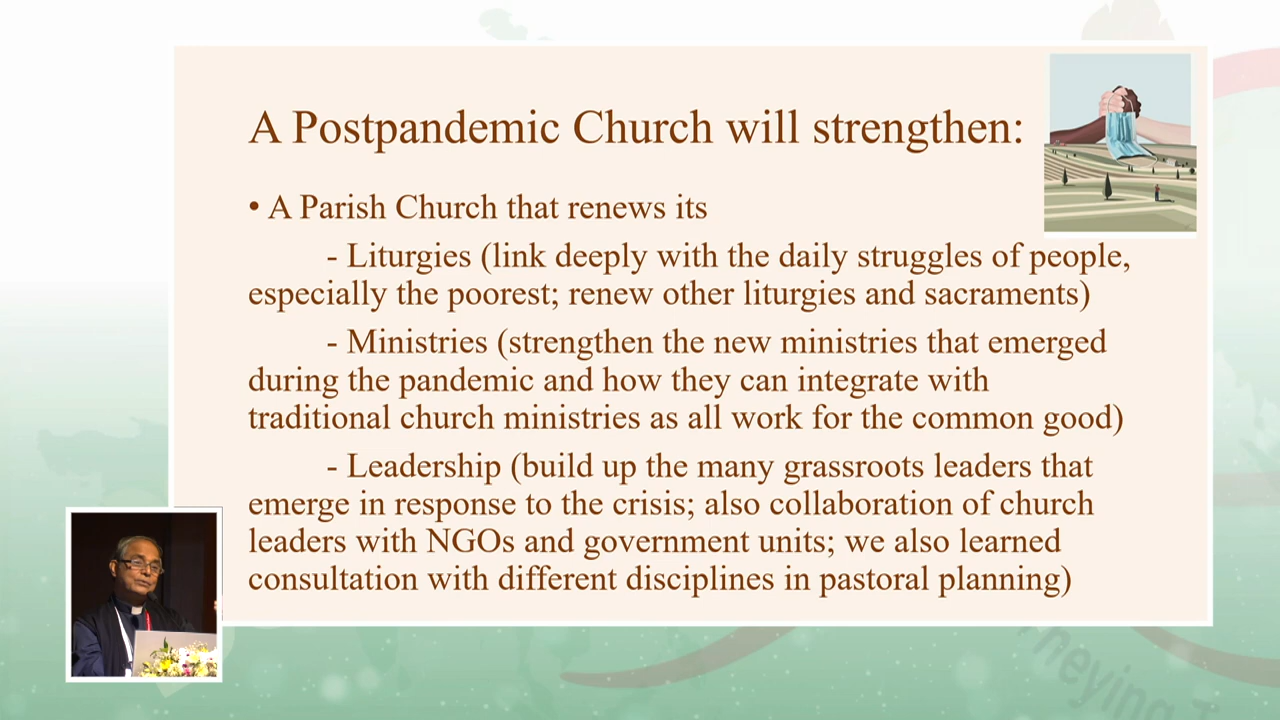 A Postpandemic Church will strengthen:
• A Parish Church that renews its
- Liturgies (link deeply with the daily struggles of people,
especially the poorest; renew other liturgies and sacraments)
- Ministries (strengthen the new ministries that emerged
during the pandemic and how they can integrate with
traditional church ministries as all work for the common good)
- Leadership (build up the many grassroots leaders that
emerge in response to the crisis; also collaboration of church
leaders with NGOs and government units; we also learned
consultation with different disciplines in pastoral planning)